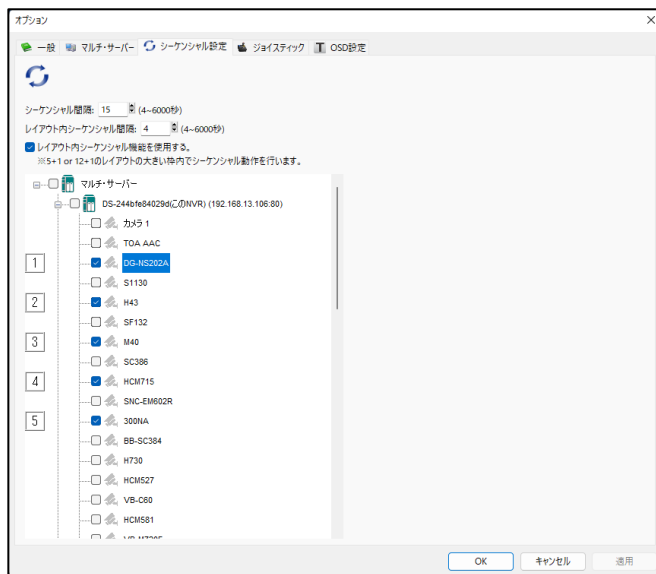 オプション
一般 マルチ・サーバー シーケンシャル設定 ジョイスティック OSD設定
シーケンシャル間隔: 15 (4~6000秒)
レイアウト内シーケンシャル間隔: 4 (4~6000秒)
レイアウト内シーケンシャル機能を使用する。
※5+1 or 12+1のレイアウトの大きい枠内でシーケンシャル動作を行います。
マルチ・サーバー
DS-244bfe84029d(このNVR) (192.168.13.106:80)
カメラ 1
TOA AAC
1 DG-NS202A
S1130
2 H43
SF132
3 M40
SC386
4 HCM715
SNC-EM602R
5 300NA
BB-SC384
H730
HCM527
VB-C60
HCM581
OK キャンセル 適用